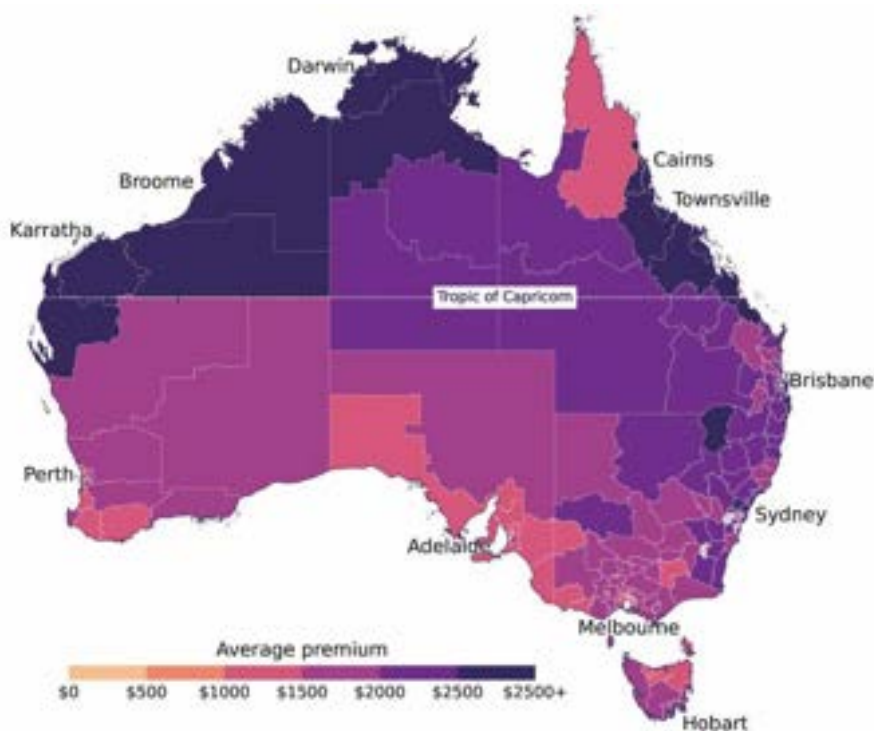 Darwin
Cairns
Broome
Townsville
Karratha
Tropic of Capricorn
Brisbane
Perth
Sydney
Adelaide
Melbourne
Average premium
$0 $500 $1000 $1500 $2000 $2500 $2500+
Hobart